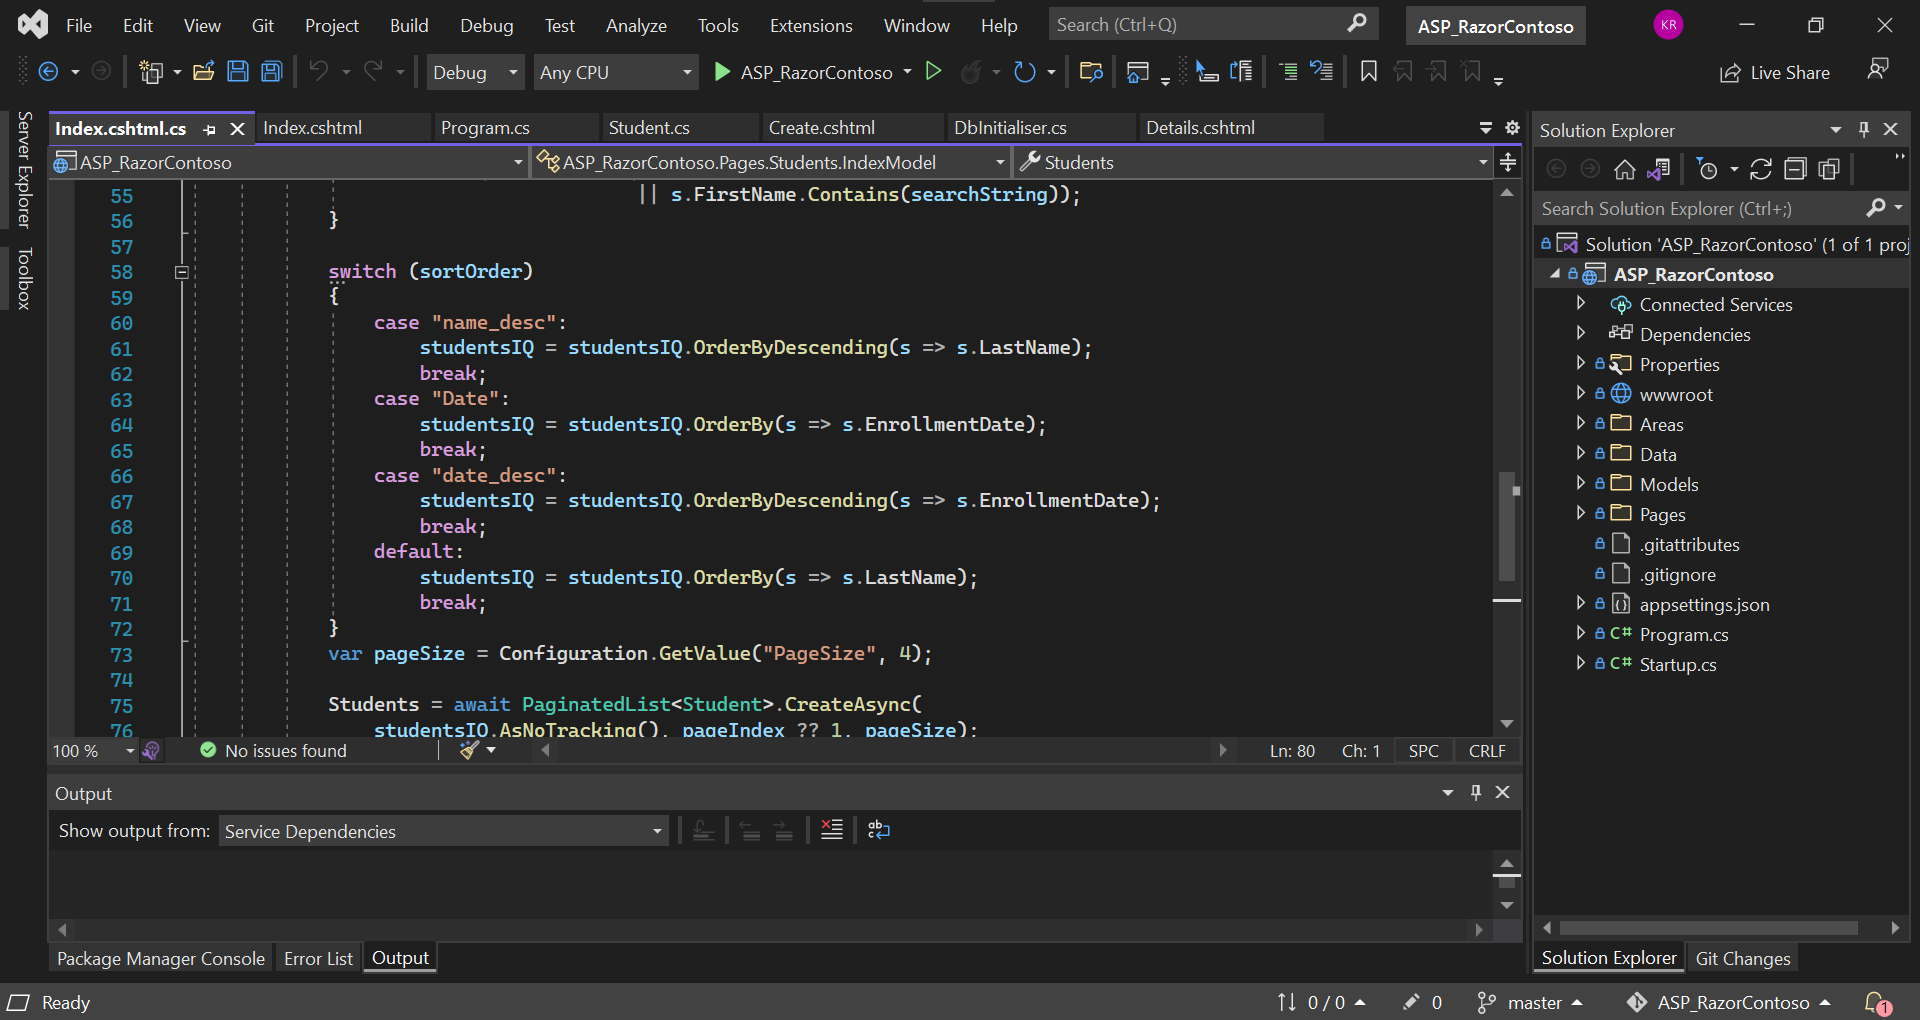 File Edit View Git Project Build Debug Test Analyze Tools Extensions Window Help Search (Ctrl+Q) ASP_RazorContoso KR
Debug Any CPU ASP_RazorContoso Live Share
Server Explorer
Toolbox
Index.cshtml.cs Index.cshtml Program.cs Student.cs Create.cshtml DbInitialiser.cs Details.cshtml
ASP_RazorContoso ASP_RazorContoso.Pages.Students.IndexModel Students
55 || s.FirstName.Contains(searchString));
56 }
57
58 switch (sortOrder)
59 {
60 case "name_desc":
61 studentsIQ = studentsIQ.OrderByDescending(s => s.LastName);
62 break;
63 case "Date":
64 studentsIQ = studentsIQ.OrderBy(s => s.EnrollmentDate);
65 break;
66 case "date_desc":
67 studentsIQ = studentsIQ.OrderByDescending(s => s.EnrollmentDate);
68 break;
69 default:
70 studentsIQ = studentsIQ.OrderBy(s => s.LastName);
71 break;
72 }
73 var pageSize = Configuration.GetValue("PageSize", 4);
74
75 Students = await PaginatedList<Student>.CreateAsync(
76 studentsIQ.AsNoTracking(), pageIndex ?? 1, pageSize);
100 % No issues found Ln: 80 Ch: 1 SPC CRLF
Output
Show output from: Service Dependencies
Package Manager Console Error List Output
Solution Explorer
Search Solution Explorer (Ctrl+;)
Solution 'ASP_RazorContoso' (1 of 1 proj
ASP_RazorContoso
Connected Services
Dependencies
Properties
wwwroot
Areas
Data
Models
Pages
.gitattributes
.gitignore
appsettings.json
C# Program.cs
C# Startup.cs
Solution Explorer Git Changes
Ready 0 / 0 0 master ASP_RazorContoso 1